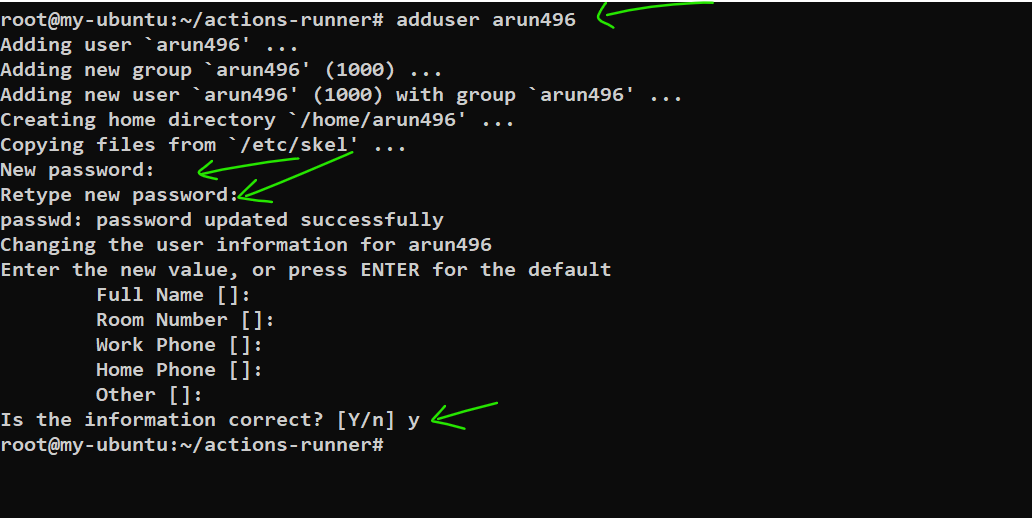 root@my-ubuntu:~/actions-runner# adduser arun496
Adding user `arun496' ...
Adding new group `arun496' (1000) ...
Adding new user `arun496' (1000) with group `arun496' ...
Creating home directory `/home/arun496' ...
Copying files from `/etc/skel' ...
New password:
Retype new password:
passwd: password updated successfully
Changing the user information for arun496
Enter the new value, or press ENTER for the default
        Full Name []:
        Room Number []:
        Work Phone []:
        Home Phone []:
        Other []:
Is the information correct? [Y/n] y
root@my-ubuntu:~/actions-runner#